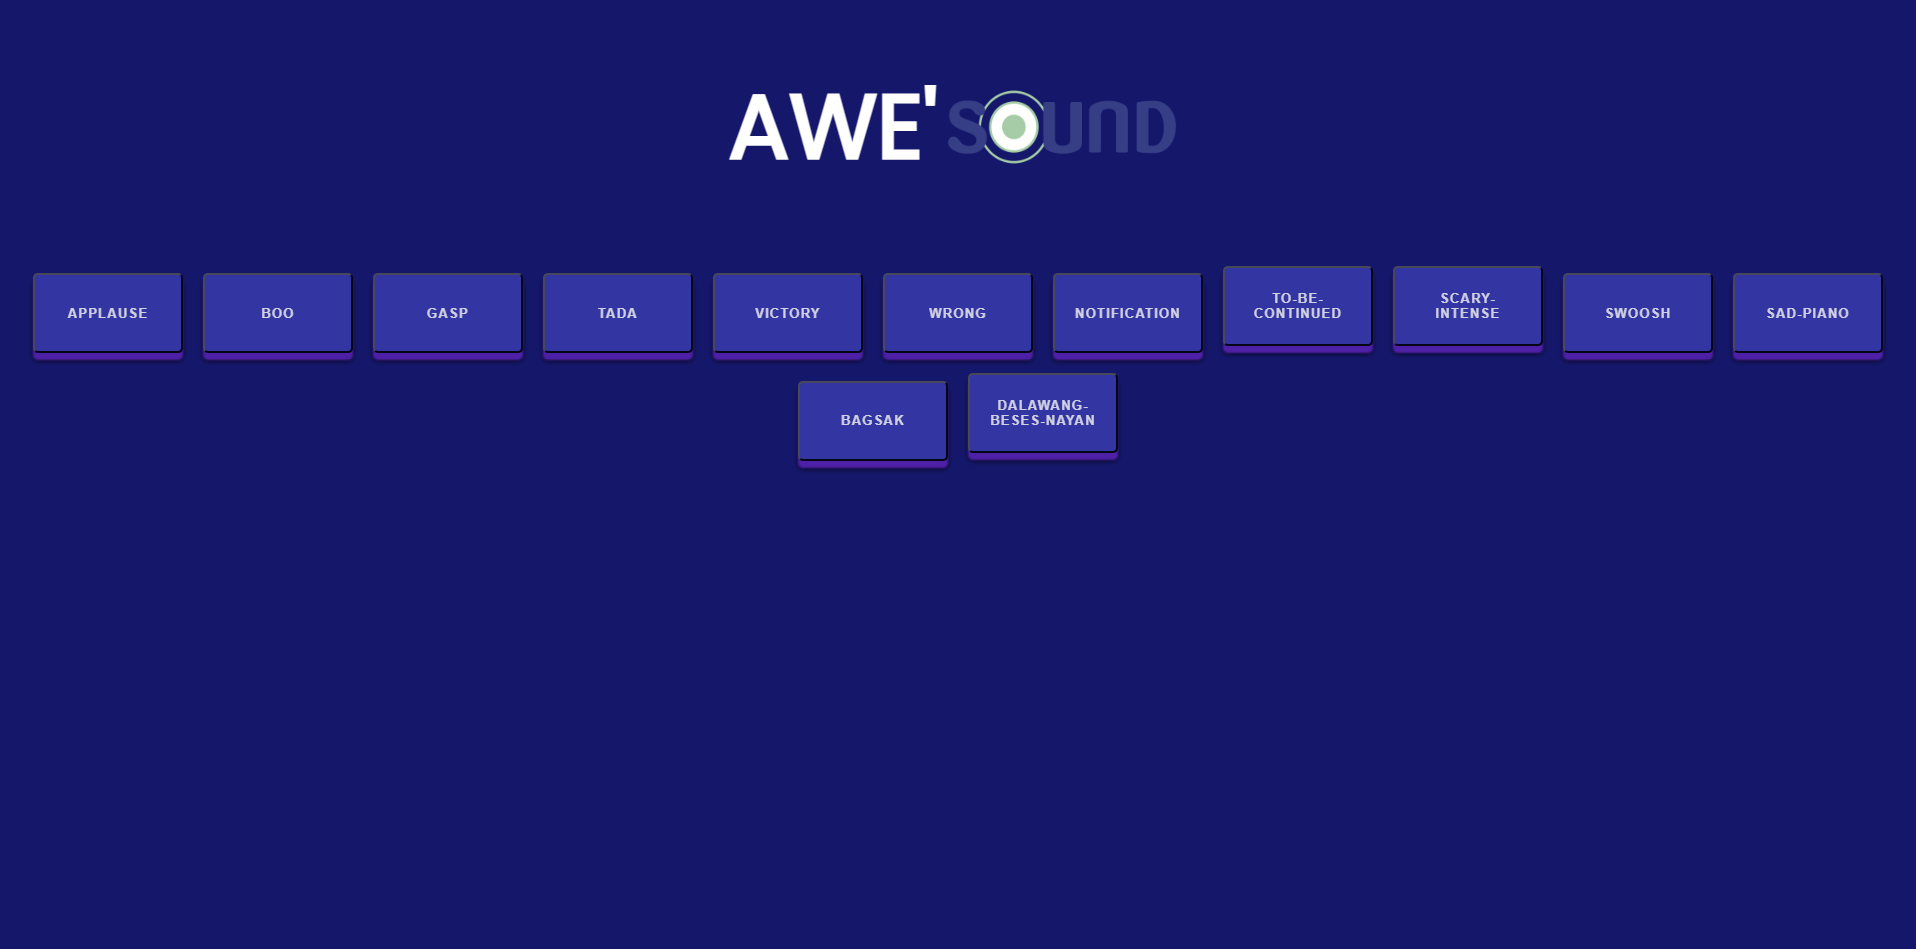 AWE'SOUND
APPLAUSE
BOO
GASP
TADA
VICTORY
WRONG
NOTIFICATION
TO-BE-
CONTINUED
SCARY-
INTENSE
SWOOSH
SAD-PIANO
BAGSAK
DALAWANG-
BESES-NAYAN